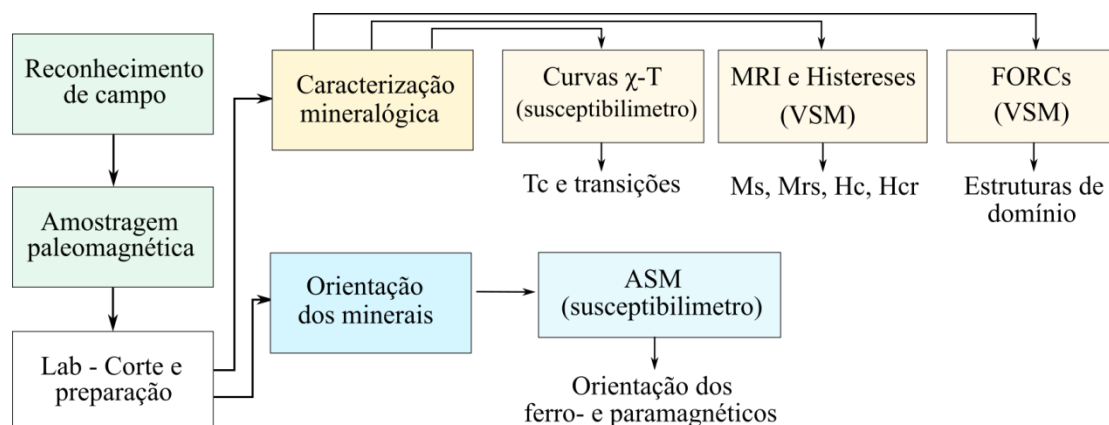 Reconhecimento
de campo
Amostragem
paleomagnética
Lab - Corte e
preparação
Caracterização
mineralógica
Curvas χ-T
(susceptibilimetro)
Tc e transições
MRI e Histereses
(VSM)
Ms, Mrs, Hc, Hcr
FORCs
(VSM)
Estruturas de
domínio
Orientação
dos minerais
ASM
(susceptibilimetro)
Orientação dos
ferro- e paramagnéticos